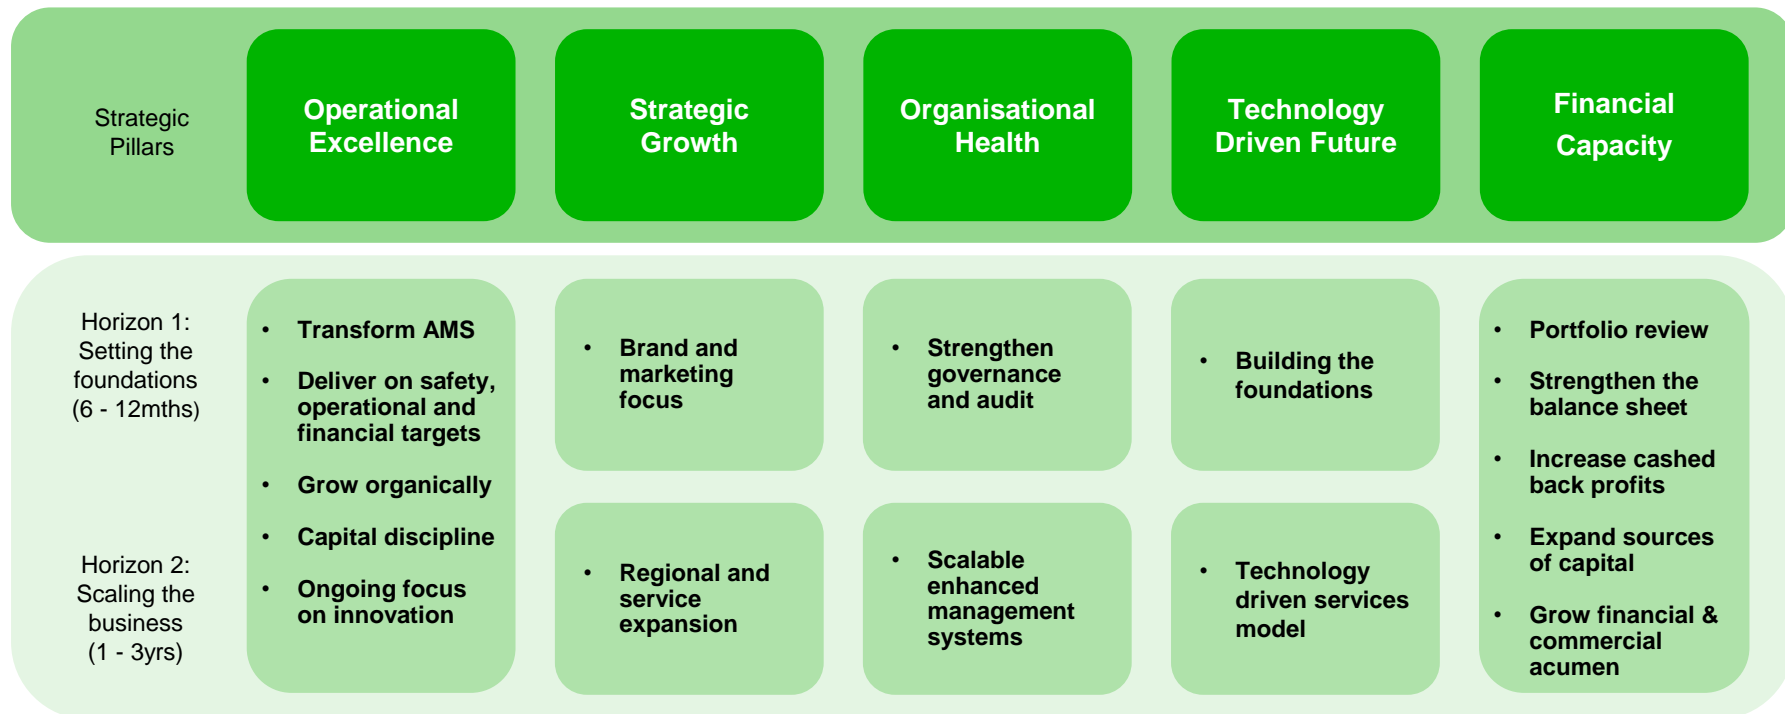 Strategic
Pillars
Operational
Excellence
Strategic
Growth
Organisational
Health
Technology
Driven Future
Financial
Capacity
Horizon 1:
Setting the
foundations
(6 - 12mths)
Horizon 2:
Scaling the
business
(1 - 3yrs)
• Transform AMS
• Deliver on safety,
operational and
financial targets
• Grow organically
• Capital discipline
• Ongoing focus
on innovation
• Brand and
marketing
focus
• Regional and
service
expansion
• Strengthen
governance
and audit
• Scalable
enhanced
management
systems
• Building the
foundations
• Technology
driven services
model
• Portfolio review
• Strengthen the
balance sheet
• Increase cashed
back profits
• Expand sources
of capital
• Grow financial &
commercial
acumen